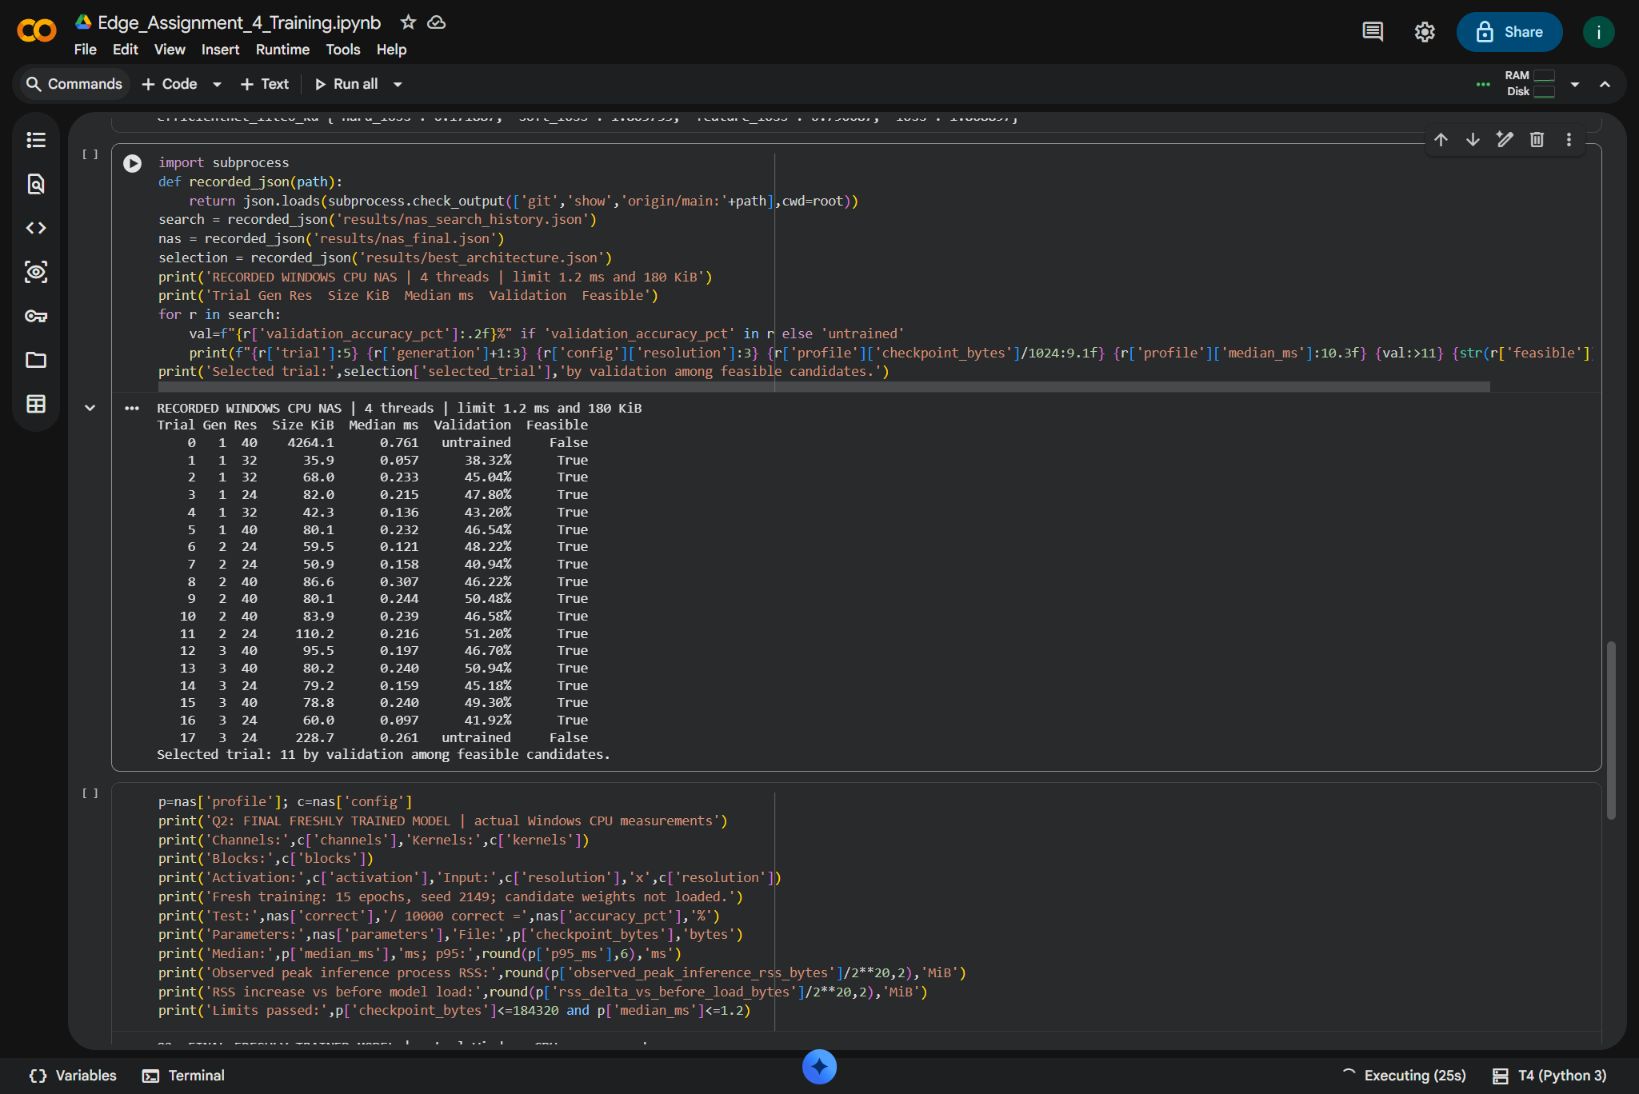 Edge_Assignment_4_Training.ipynb
File Edit View Insert Runtime Tools Help
Share
i
Commands + Code + Text Run all
RAM
Disk
[ ]
import subprocess
def recorded_json(path):
    return json.loads(subprocess.check_output(['git','show','origin/main:'+path],cwd=root))
search = recorded_json('results/nas_search_history.json')
nas = recorded_json('results/nas_final.json')
selection = recorded_json('results/best_architecture.json')
print('RECORDED WINDOWS CPU NAS | 4 threads | limit 1.2 ms and 180 KiB')
print('Trial Gen Res  Size KiB  Median ms  Validation  Feasible')
for r in search:
    val=f"{r['validation_accuracy_pct']:.2f}%" if 'validation_accuracy_pct' in r else 'untrained'
    print(f"{r['trial']:5} {r['generation']+1:3} {r['config']['resolution']:3} {r['profile']['checkpoint_bytes']/1024:9.1f} {r['profile']['median_ms']:10.3f} {val:>11} {str(r['feasible']
print('Selected trial:',selection['selected_trial'],'by validation among feasible candidates.')
RECORDED WINDOWS CPU NAS | 4 threads | limit 1.2 ms and 180 KiB
Trial Gen Res  Size KiB  Median ms  Validation  Feasible
0 1 40 4264.1 0.761 untrained False
1 1 32 35.9 0.057 38.32% True
2 1 32 68.0 0.233 45.04% True
3 1 24 82.0 0.215 47.80% True
4 1 32 42.3 0.136 43.20% True
5 1 40 80.1 0.232 46.54% True
6 2 24 59.5 0.121 48.22% True
7 2 24 50.9 0.158 40.94% True
8 2 40 86.6 0.307 46.22% True
9 2 40 80.1 0.244 50.48% True
10 2 40 83.9 0.239 46.58% True
11 2 24 110.2 0.216 51.20% True
12 3 40 95.5 0.197 46.70% True
13 3 40 80.2 0.240 50.94% True
14 3 24 79.2 0.159 45.18% True
15 3 40 78.8 0.240 49.30% True
16 3 24 60.0 0.097 41.92% True
17 3 24 228.7 0.261 untrained False
Selected trial: 11 by validation among feasible candidates.
[ ]
p=nas['profile']; c=nas['config']
print('Q2: FINAL FRESHLY TRAINED MODEL | actual Windows CPU measurements')
print('Channels:',c['channels'],'Kernels:',c['kernels'])
print('Blocks:',c['blocks'])
print('Activation:',c['activation'],'Input:',c['resolution'],'x',c['resolution'])
print('Fresh training: 15 epochs, seed 2149; candidate weights not loaded.')
print('Test:',nas['correct'],'/ 10000 correct =',nas['accuracy_pct'],'%')
print('Parameters:',nas['parameters'],'File:',p['checkpoint_bytes'],'bytes')
print('Median:',p['median_ms'],'ms; p95:',round(p['p95_ms'],6),'ms')
print('Observed peak inference process RSS:',round(p['observed_peak_inference_rss_bytes']/2**20,2),'MiB')
print('RSS increase vs before model load:',round(p['rss_delta_vs_before_load_bytes']/2**20,2),'MiB')
print('Limits passed:',p['checkpoint_bytes']<=184320 and p['median_ms']<=1.2)
Variables Terminal
Executing (25s) T4 (Python 3)